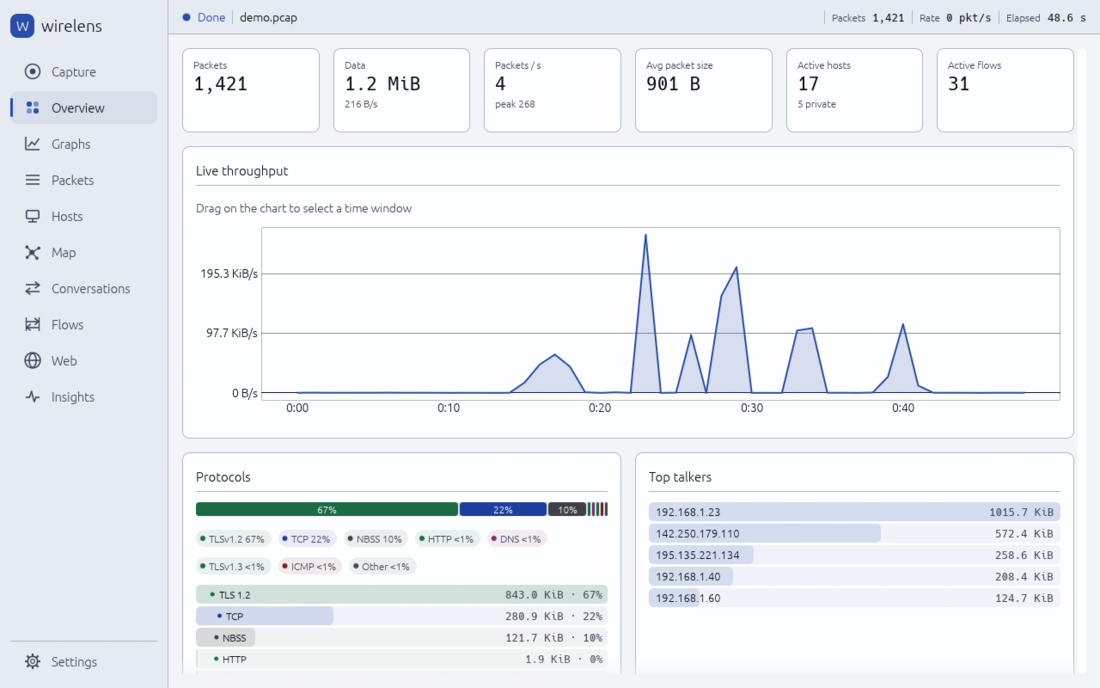 W wirelens
Done demo.pcap Packets 1,421 Rate 0 pkt/s Elapsed 48.6 s
Capture
Overview
Graphs
Packets
Hosts
Map
Conversations
Flows
Web
Insights
Settings
Packets
1,421
Data
1.2 MiB
216 B/s
Packets / s
4
peak 268
Avg packet size
901 B
Active hosts
17
5 private
Active flows
31
Live throughput
Drag on the chart to select a time window
195.3 KiB/s
97.7 KiB/s
0 B/s
0:00 0:10 0:20 0:30 0:40
Protocols
67% 22% 10%
TLSv1.2 67% TCP 22% NBSS 10% HTTP <1% DNS <1%
TLSv1.3 <1% ICMP <1% Other <1%
TLS 1.2 843.0 KiB · 67%
TCP 280.9 KiB · 22%
NBSS 121.7 KiB · 10%
HTTP 1.9 KiB · 0%
Top talkers
192.168.1.23 1015.7 KiB
142.250.179.110 572.4 KiB
195.135.221.134 258.6 KiB
192.168.1.40 208.4 KiB
192.168.1.60 124.7 KiB